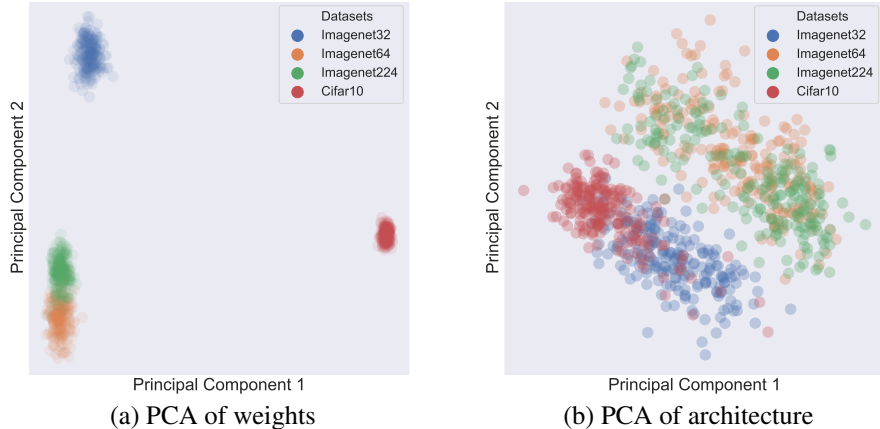 Datasets
Imagenet32
Imagenet64
Imagenet224
Cifar10
Principal Component 2
Principal Component 1
(a) PCA of weights
Datasets
Imagenet32
Imagenet64
Imagenet224
Cifar10
Principal Component 2
Principal Component 1
(b) PCA of architecture